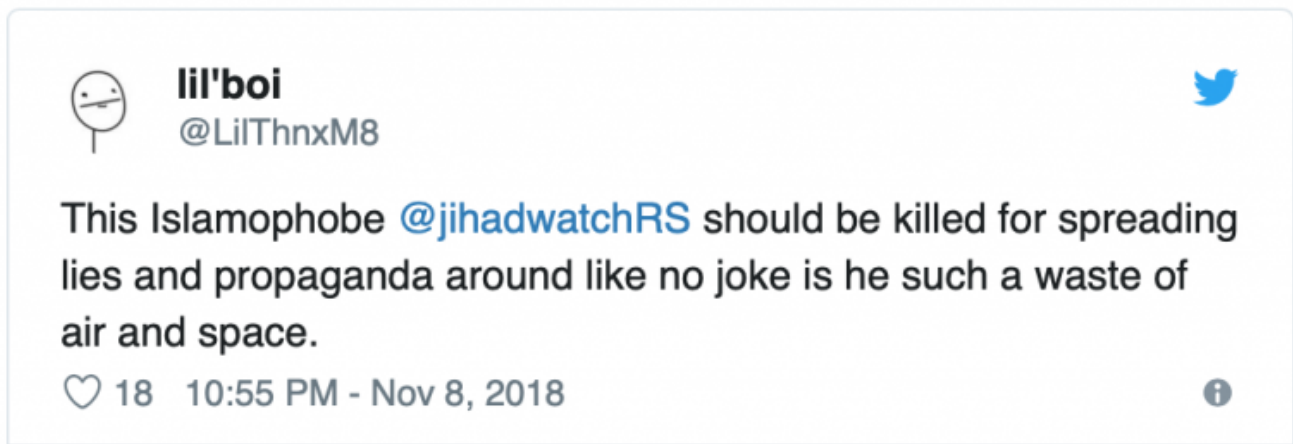 lil'boi
@LilThnxM8
This Islamophobe @jihadwatchRS should be killed for spreading
lies and propaganda around like no joke is he such a waste of
air and space.
18 10:55 PM - Nov 8, 2018